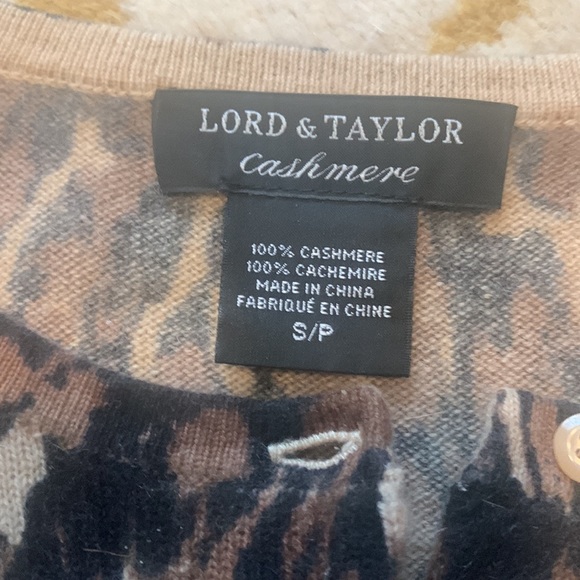 LORD & TAYLOR
cashmere
100% CASHMERE
100% CACHEMIRE
MADE IN CHINA
FABRIQUÉ EN CHINE
S/P